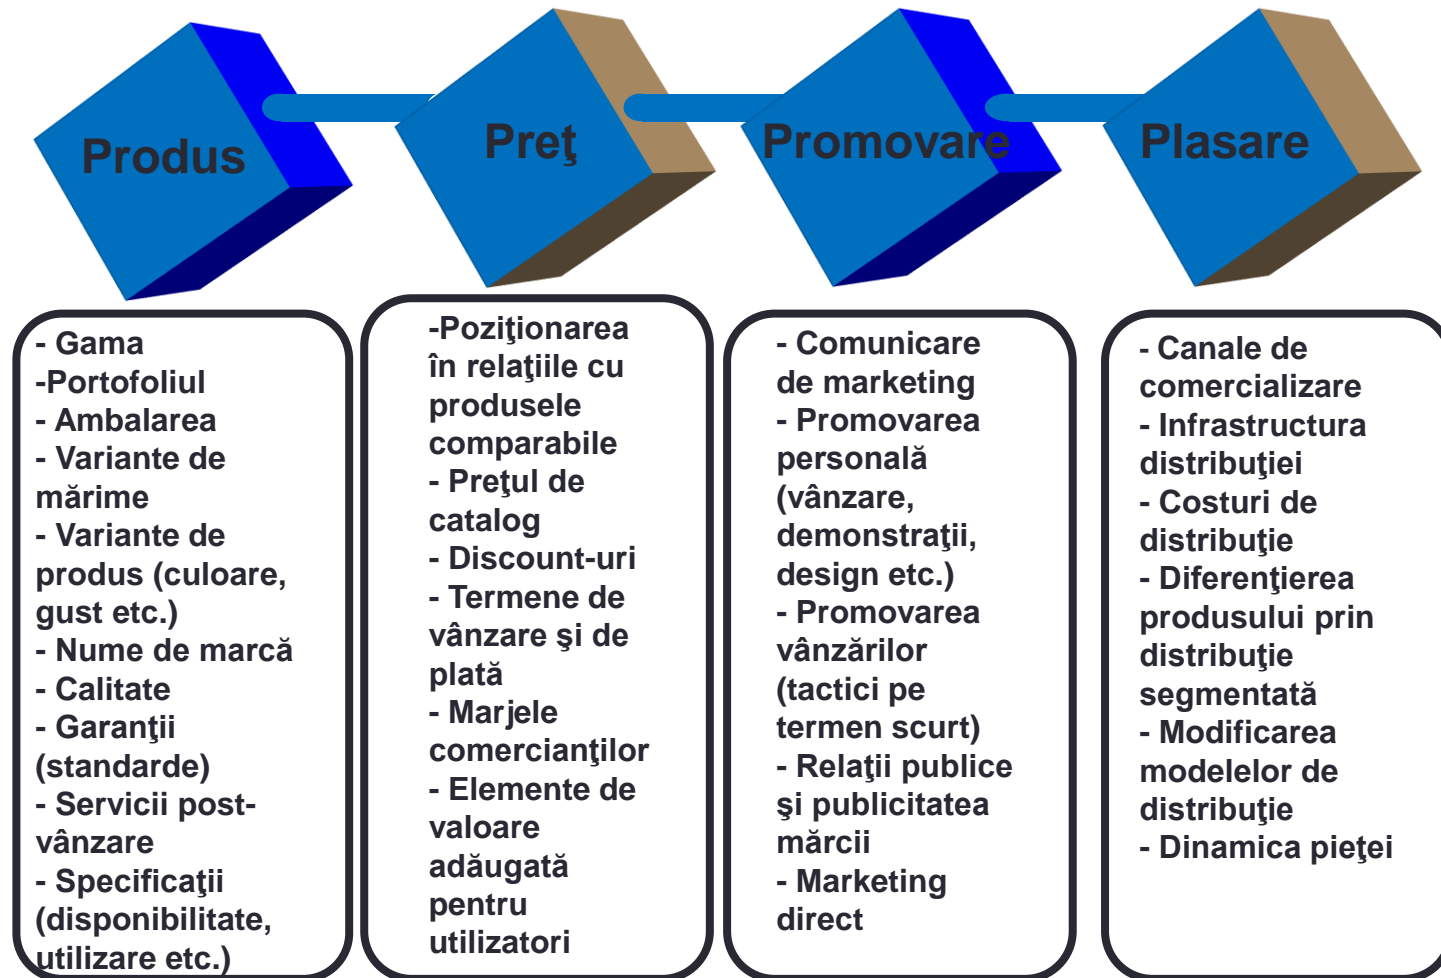 Produs
Preţ
Promovare
Plasare
- Gama
-Portofoliul
- Ambalarea
- Variante de
mărime
- Variante de
produs (culoare,
gust etc.)
- Nume de marcă
- Calitate
- Garanţii
(standarde)
- Servicii post-
vânzare
- Specificaţii
(disponibilitate,
utilizare etc.)
-Poziţionarea
în relaţiile cu
produsele
comparabile
- Preţul de
catalog
- Discount-uri
- Termene de
vânzare şi de
plată
- Marjele
comercianţilor
- Elemente de
valoare
adăugată
pentru
utilizatori
- Comunicare
de marketing
- Promovarea
personală
(vânzare,
demonstraţii,
design etc.)
- Promovarea
vânzărilor
(tactici pe
termen scurt)
- Relaţii publice
şi publicitatea
mărcii
- Marketing
direct
- Canale de
comercializare
- Infrastructura
distribuţiei
- Costuri de
distribuţie
- Diferenţierea
produsului prin
distribuţie
segmentată
- Modificarea
modelelor de
distribuţie
- Dinamica pieţei